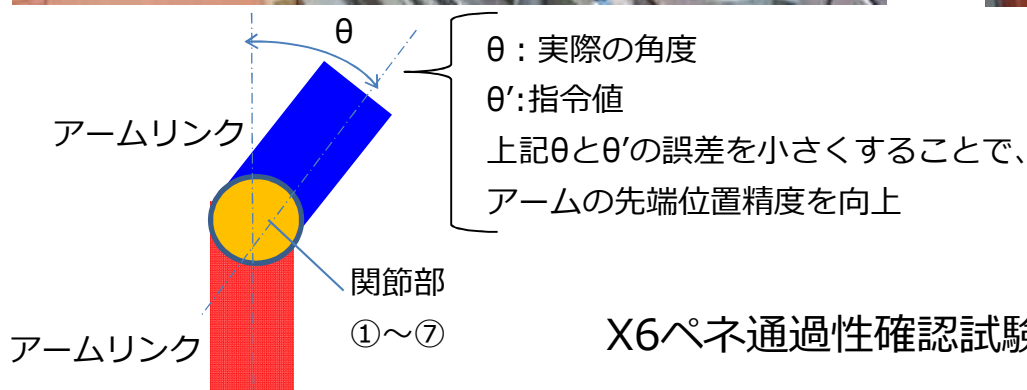 θ
θ：実際の角度
θ’:指令値
上記θとθ’の誤差を小さくすることで、
アームの先端位置精度を向上
アームリンク
関節部
①～⑦
アームリンク
X6ペネ通過性確認試験